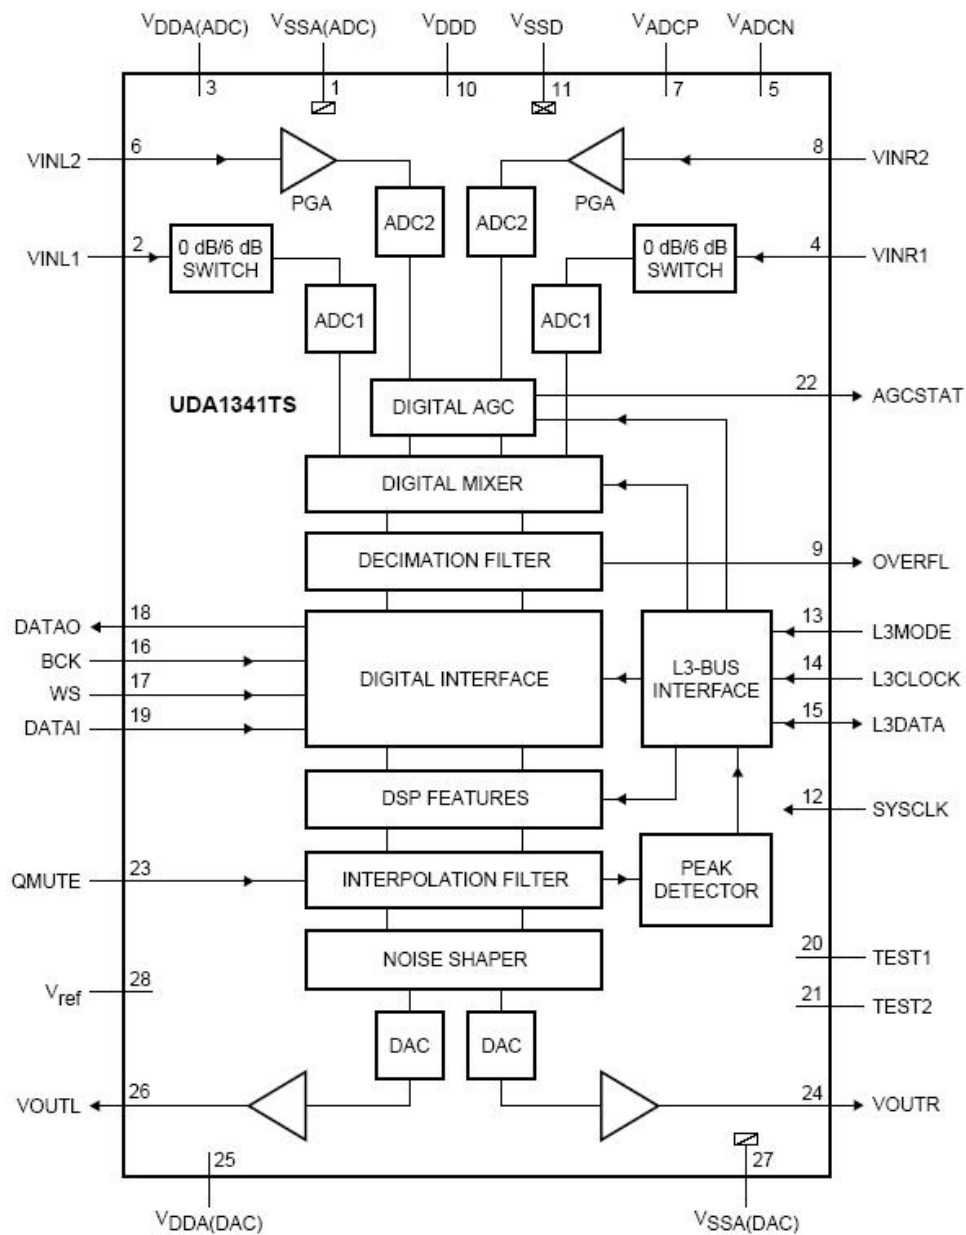 VDDA(ADC) VSSA(ADC) VDDD VSSD VADCP VADCN
3 1 10 11 7 5
VINL2 6 8 VINR2
PGA PGA
ADC2 ADC2
VINL1 2 0 dB/6 dB SWITCH 0 dB/6 dB SWITCH 4 VINR1
ADC1 ADC1
UDA1341TS
DIGITAL AGC 22 AGCSTAT
DIGITAL MIXER
DECIMATION FILTER 9 OVERFL
DATAO 18
BCK 16
WS 17
DATAI 19
DIGITAL INTERFACE
L3-BUS
INTERFACE
13 L3MODE
14 L3CLOCK
15 L3DATA
DSP FEATURES 12 SYSCLK
QMUTE 23 INTERPOLATION FILTER
PEAK
DETECTOR
NOISE SHAPER 20 TEST1
Vref 28 21 TEST2
DAC DAC
VOUTL 26 24 VOUTR
25 27
VDDA(DAC) VSSA(DAC)